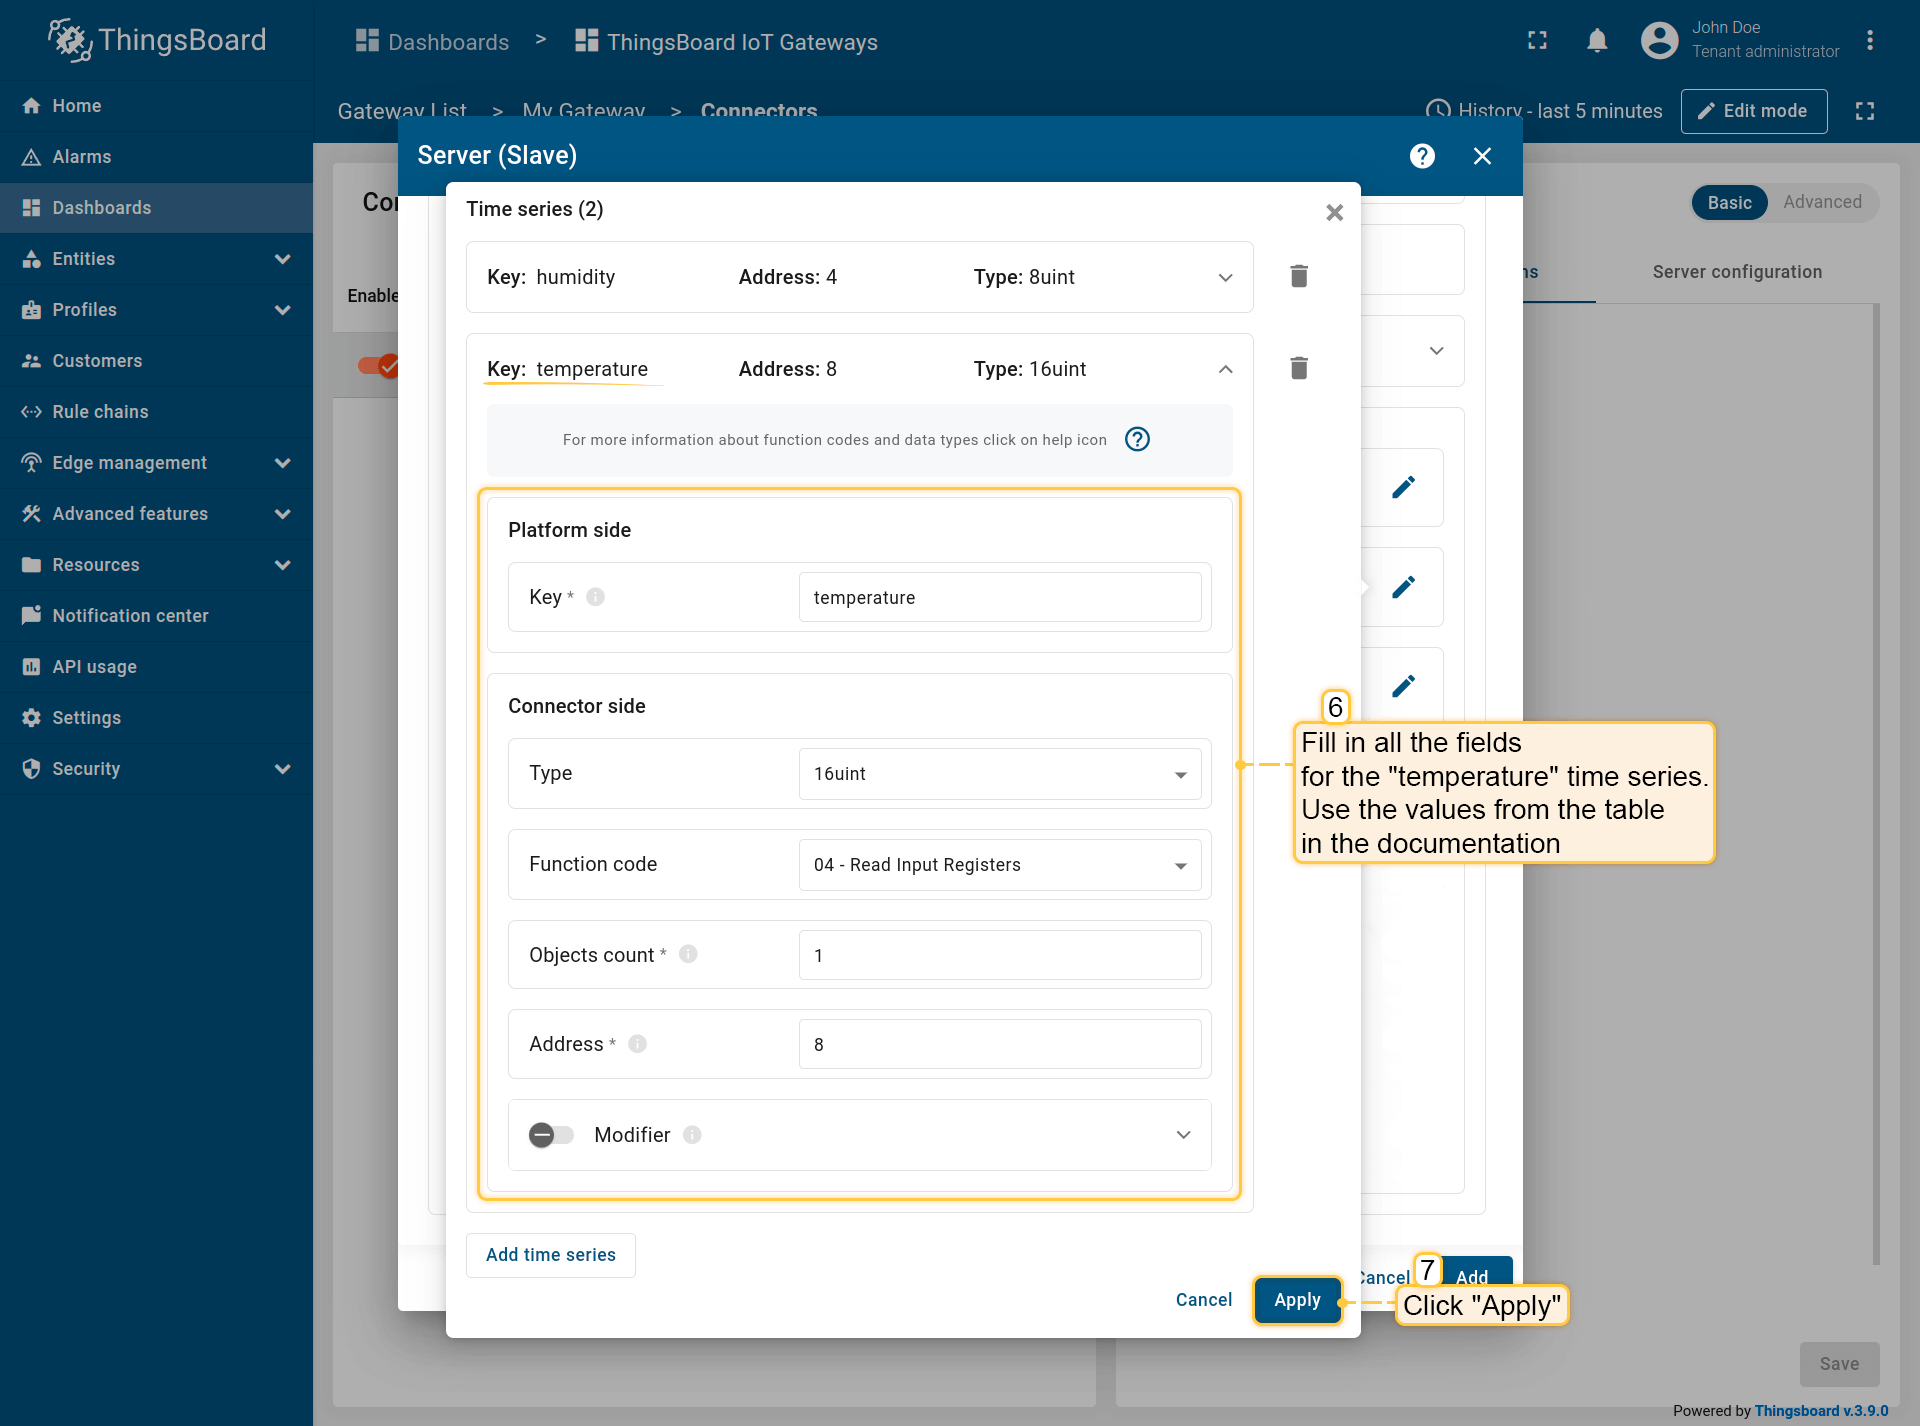 ThingsBoard
Dashboards > ThingsBoard IoT Gateways
John Doe
Tenant administrator
Home
Alarms
Dashboards
Entities
Profiles
Customers
Rule chains
Edge management
Advanced features
Resources
Notification center
API usage
Settings
Security
Gateway List > My Gateway > Connectors
History - last 5 minutes
Edit mode
Server (Slave)
Basic
Advanced
Server configuration
Enable
Time series (2)
Key: humidity Address: 4 Type: 8uint
Key: temperature Address: 8 Type: 16uint
For more information about function codes and data types click on help icon
Platform side
Key * temperature
Connector side
Type 16uint
Function code 04 - Read Input Registers
Objects count * 1
Address * 8
Modifier
Add time series
Cancel
Apply
6
Fill in all the fields
for the "temperature" time series.
Use the values from the table
in the documentation
Cancel
7
Add
Click "Apply"
Save
Powered by Thingsboard v.3.9.0